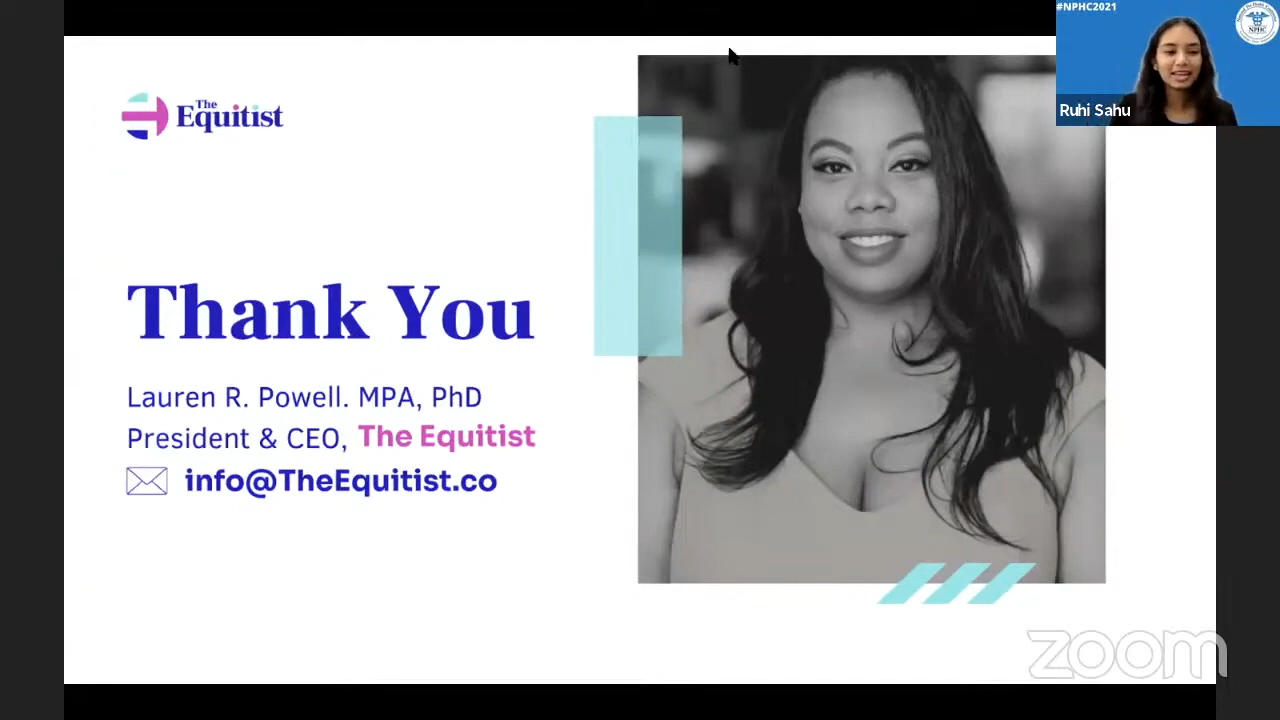 #NPHC2021
NPHC
Ruhi Sahu
The
Equitist
Thank You
Lauren R. Powell. MPA, PhD
President & CEO, The Equitist
info@TheEquitist.co
zoom